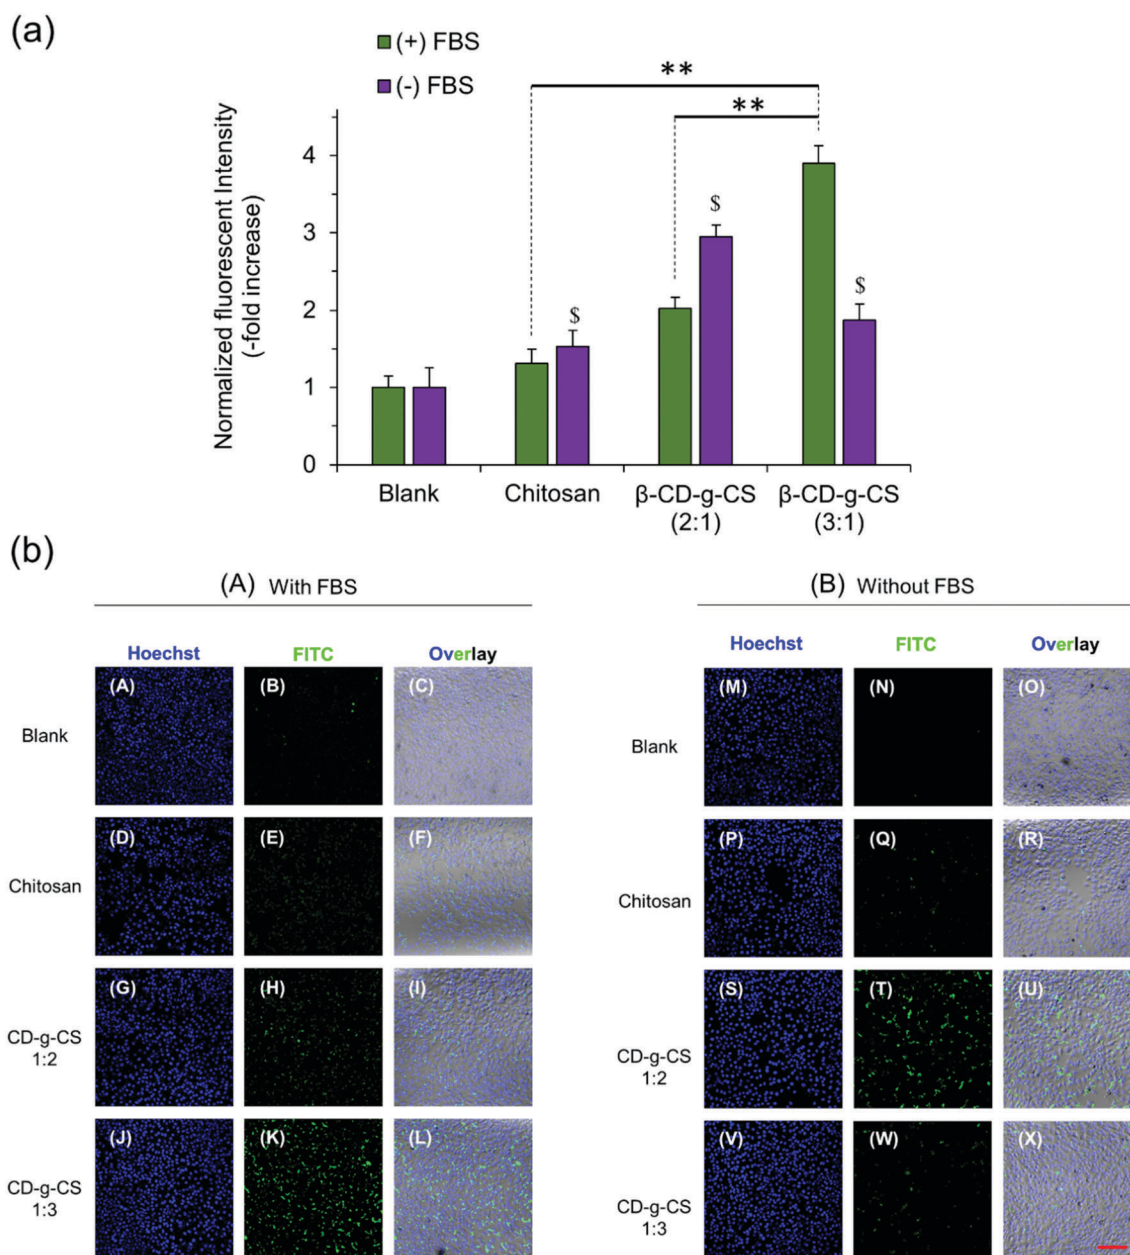 (a)
(+) FBS
(-) FBS
**
**
Normalized fluorescent Intensity
(-fold increase)
4
3
2
1
0
$
$
$
Blank
Chitosan
β-CD-g-CS
(2:1)
β-CD-g-CS
(3:1)
(b)
(A) With FBS
(B) Without FBS
Hoechst FITC Overlay
Hoechst FITC Overlay
Blank
(A) (B) (C)
Blank
(M) (N) (O)
Chitosan
(D) (E) (F)
Chitosan
(P) (Q) (R)
CD-g-CS
1:2
(G) (H) (I)
CD-g-CS
1:2
(S) (T) (U)
CD-g-CS
1:3
(J) (K) (L)
CD-g-CS
1:3
(V) (W) (X)